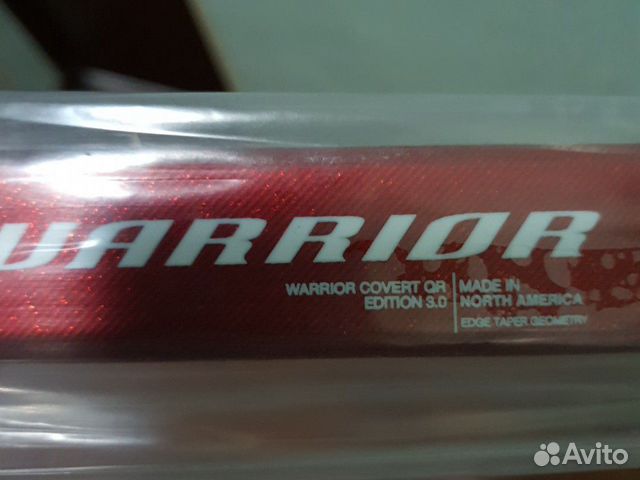 WARRIOR
WARRIOR COVERT QR
EDITION 3.0
MADE IN
NORTH AMERICA
EDGE TAPER GEOMETRY
Avito